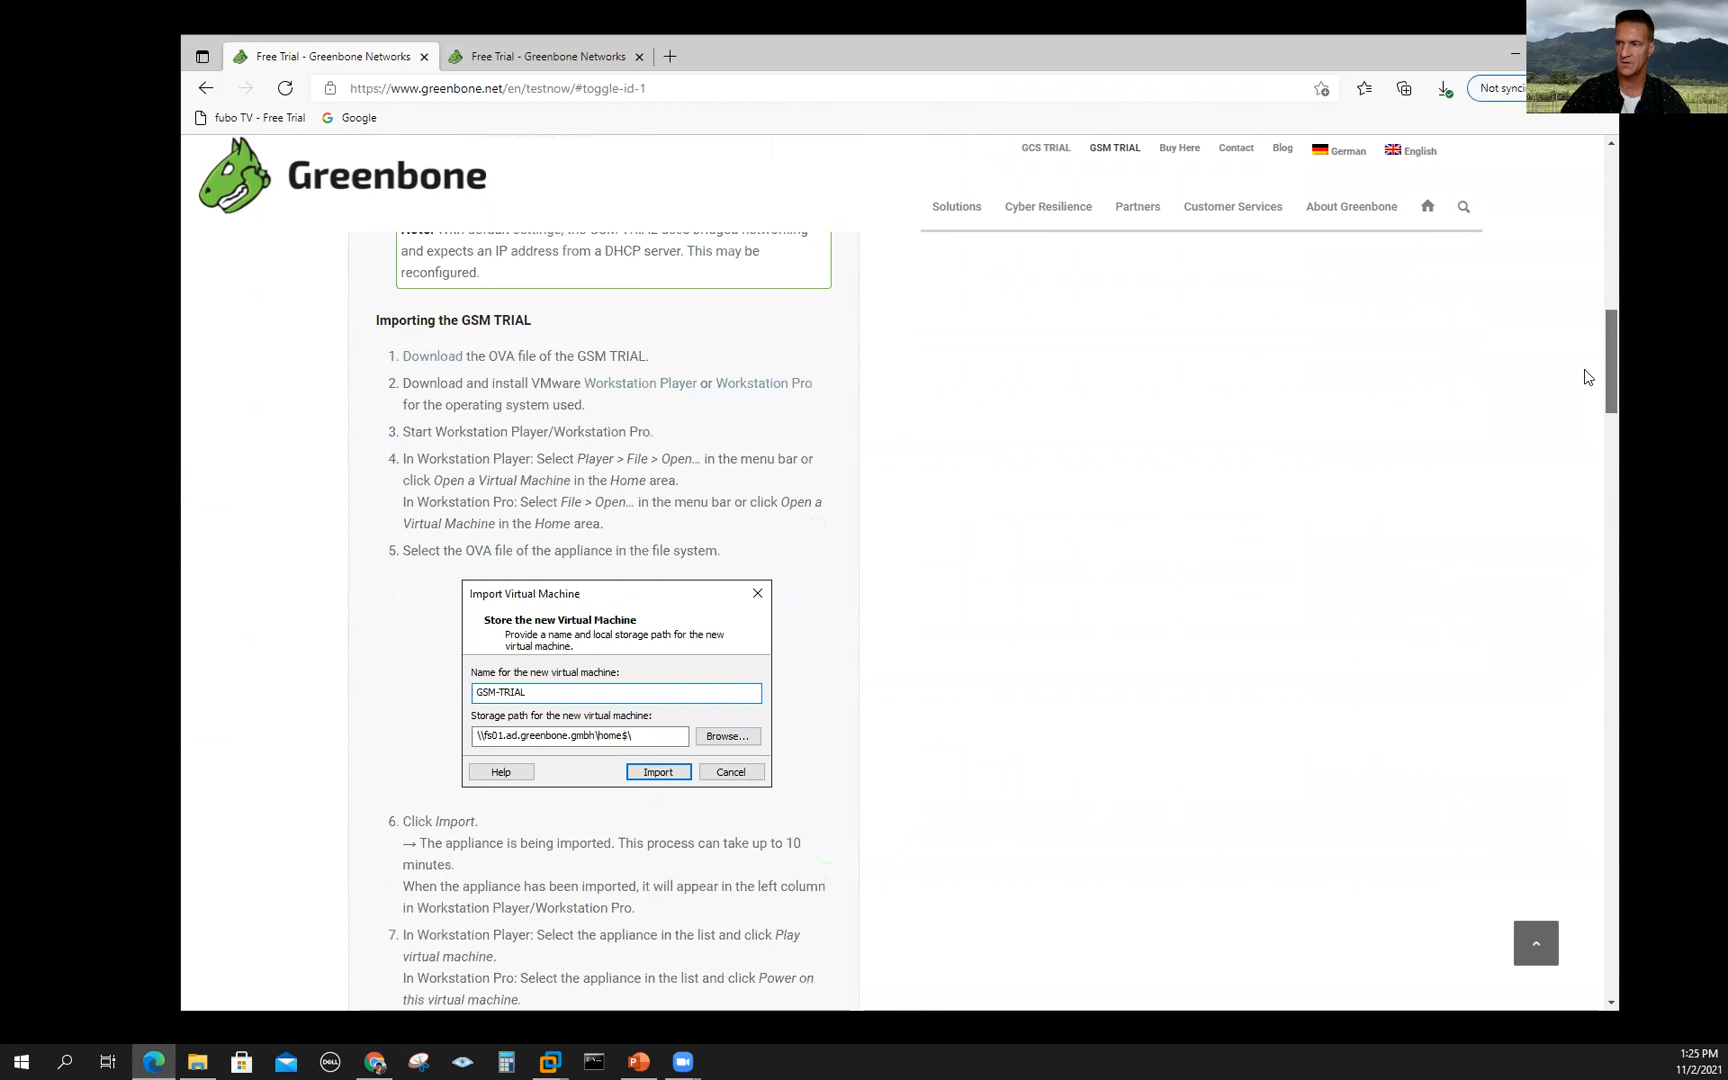 Free Trial - Greenbone Networks
Free Trial - Greenbone Networks
https://www.greenbone.net/en/testnow/#toggle-id-1
Not synci
fubo TV - Free Trial
Google
GCS TRIAL
GSM TRIAL
Buy Here
Contact
Blog
German
English
Greenbone
Solutions
Cyber Resilience
Partners
Customer Services
About Greenbone
Note: With default settings, the GSM TRIAL uses bridged networking
and expects an IP address from a DHCP server. This may be
reconfigured.
Importing the GSM TRIAL
1. Download the OVA file of the GSM TRIAL.
2. Download and install VMware Workstation Player or Workstation Pro
for the operating system used.
3. Start Workstation Player/Workstation Pro.
4. In Workstation Player: Select Player > File > Open… in the menu bar or
click Open a Virtual Machine in the Home area.
In Workstation Pro: Select File > Open… in the menu bar or click Open a
Virtual Machine in the Home area.
5. Select the OVA file of the appliance in the file system.
Import Virtual Machine
Store the new Virtual Machine
Provide a name and local storage path for the new
virtual machine.
Name for the new virtual machine:
GSM-TRIAL
Storage path for the new virtual machine:
\\fs01.ad.greenbone.gmbh\home$\
Browse...
Help
Import
Cancel
6. Click Import.
→ The appliance is being imported. This process can take up to 10
minutes.
When the appliance has been imported, it will appear in the left column
in Workstation Player/Workstation Pro.
7. In Workstation Player: Select the appliance in the list and click Play
virtual machine.
In Workstation Pro: Select the appliance in the list and click Power on
this virtual machine.
DELL
1:25 PM
11/2/2021